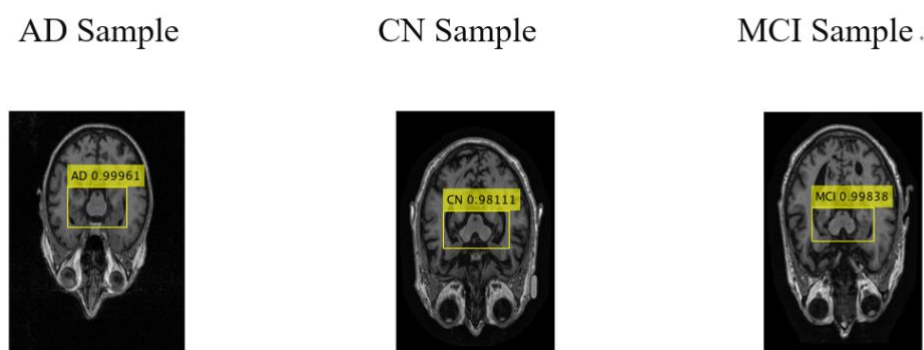 AD Sample
CN Sample
MCI Sample
AD 0.99961
CN 0.98111
MCI 0.99838